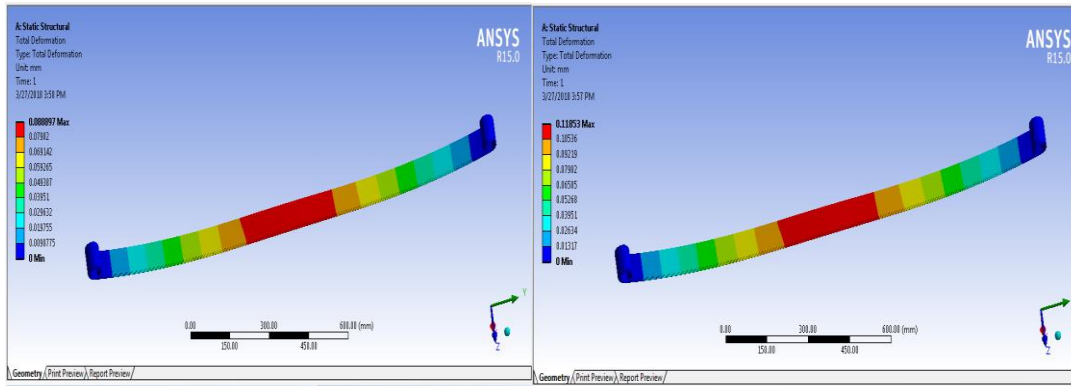 A: Static Structural
Total Deformation
Type: Total Deformation
Unit: mm
Time: 1
3/27/2018 3:50 PM
ANSYS
R15.0
0.088897 Max
0.07902
0.069142
0.059265
0.049387
0.03951
0.029632
0.019755
0.0098775
0 Min
Y
Z
0.00 300.00 600.00 (mm)
150.00 450.00
Geometry Print Preview Report Preview
A: Static Structural
Total Deformation
Type: Total Deformation
Unit: mm
Time: 1
3/27/2018 3:57 PM
ANSYS
R15.0
0.11853 Max
0.10536
0.09219
0.07902
0.06585
0.05268
0.03951
0.02634
0.01317
0 Min
Y
Z
0.00 300.00 600.00 (mm)
150.00 450.00
Geometry Print Preview Report Preview